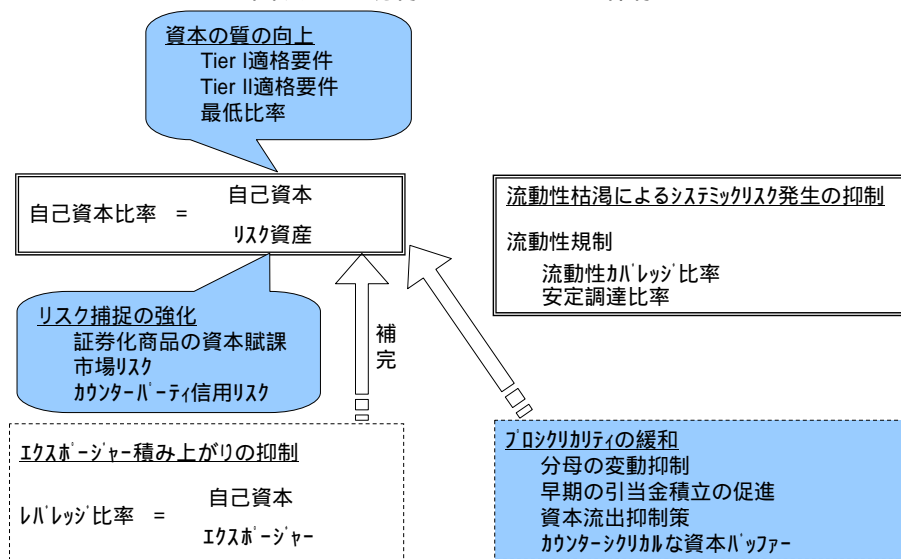 資本の質の向上
Tier I適格要件
Tier II適格要件
最低比率
自己資本比率 = 自己資本
リスク資産
流動性枯渇によるｼｽﾃﾐｯｸﾘｽｸ発生の抑制
流動性規制
流動性ｶﾊﾞﾚｯｼﾞ比率
安定調達比率
リスク捕捉の強化
証券化商品の資本賦課
市場ﾘｽｸ
ｶｳﾝﾀｰﾊﾟｰﾃｨ信用ﾘｽｸ
補
完
ｴｸｽﾎﾟｰｼﾞｬｰ積み上がりの抑制
ﾚﾊﾞﾚｯｼﾞ比率 = 自己資本
ｴｸｽﾎﾟｰｼﾞｬｰ
ﾌﾟﾛｼｸﾘｶﾘﾃｨの緩和
分母の変動抑制
早期の引当金積立の促進
資本流出抑制策
ｶｳﾝﾀｰｼｸﾘｶﾙな資本ﾊﾞｯﾌｧｰ